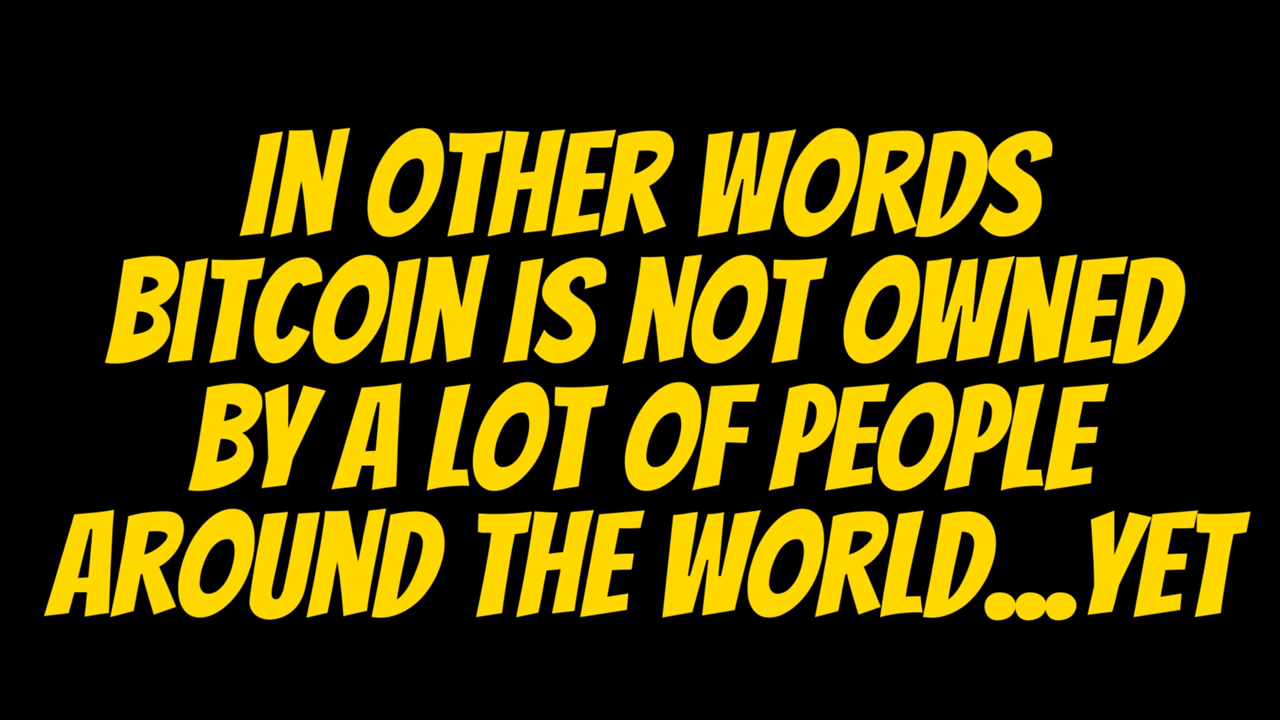 IN OTHER WORDS
BITCOIN IS NOT OWNED
BY A LOT OF PEOPLE
AROUND THE WORLD...YET